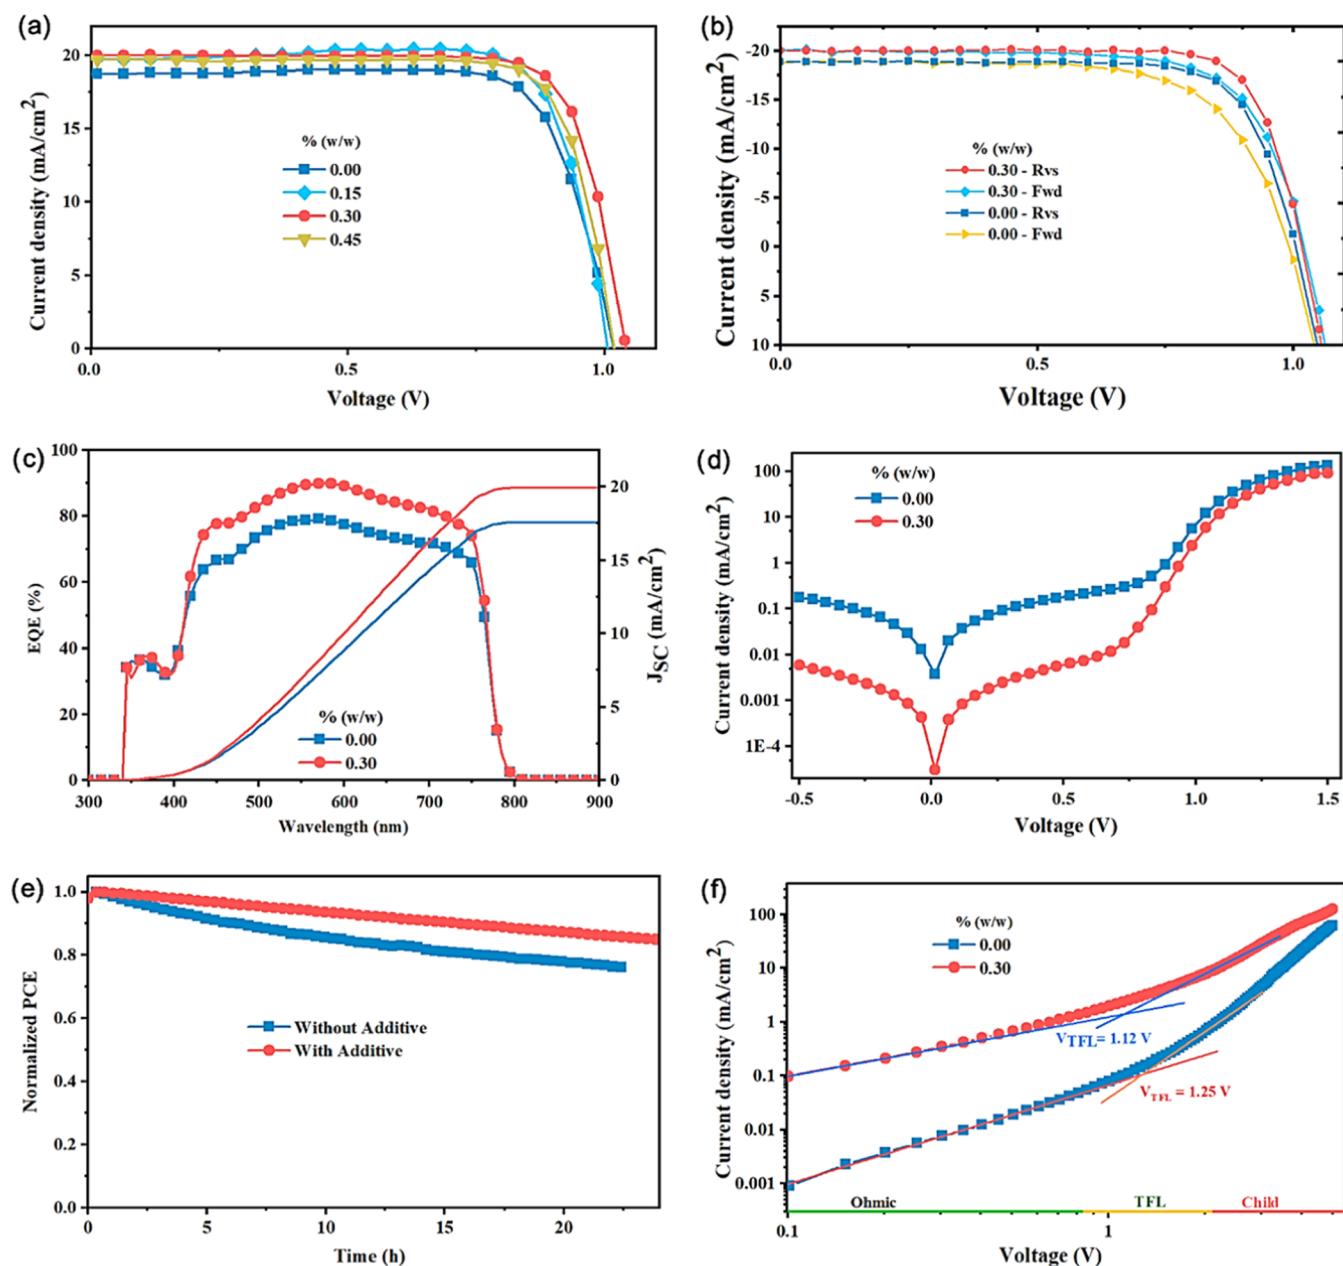 (a)
Current density (mA/cm2)
20
15
10
5
0
% (w/w)
0.00
0.15
0.30
0.45
0.0
0.5
1.0
Voltage (V)
(b)
Current density (mA/cm2)
-20
-15
-10
-5
0
5
10
% (w/w)
0.30 - Rvs
0.30 - Fwd
0.00 - Rvs
0.00 - Fwd
0.0
0.5
1.0
Voltage (V)
(c)
EQE (%)
100
80
60
40
20
0
% (w/w)
0.00
0.30
20
15
10
5
0
JSC (mA/cm2)
300
400
500
600
700
800
900
Wavelength (nm)
(d)
Current density (mA/cm2)
100
10
1
0.1
0.01
0.001
1E-4
% (w/w)
0.00
0.30
-0.5
0.0
0.5
1.0
1.5
Voltage (V)
(e)
Normalized PCE
1.0
0.8
0.6
0.4
0.2
0.0
Without Additive
With Additive
0
5
10
15
20
Time (h)
(f)
Current density (mA/cm2)
100
10
1
0.1
0.01
0.001
% (w/w)
0.00
0.30
VTFL= 1.12 V
VTFL = 1.25 V
Ohmic
TFL
Child
0.1
1
Voltage (V)